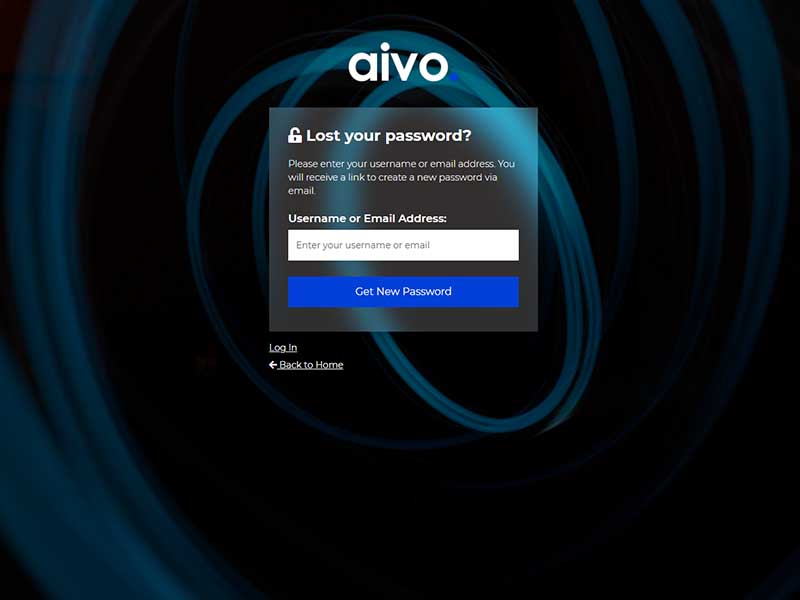 aivo.
Lost your password?
Please enter your username or email address. You
will receive a link to create a new password via
email.
Username or Email Address:
Enter your username or email
Get New Password
Log In
Back to Home